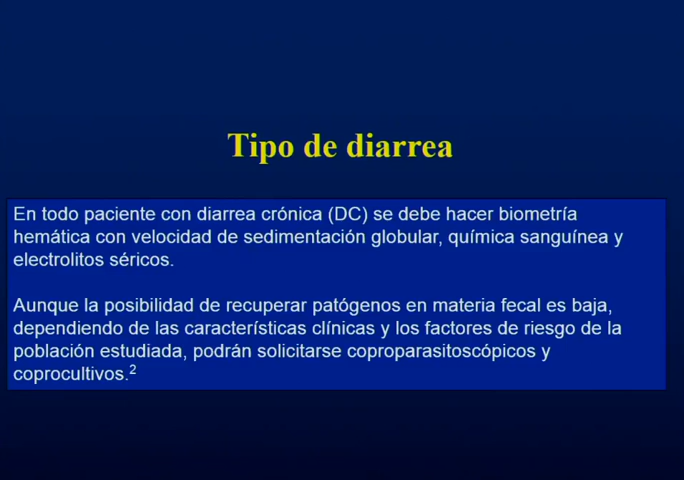 Tipo de diarrea
En todo paciente con diarrea crónica (DC) se debe hacer biometría
hemática con velocidad de sedimentación globular, química sanguínea y
electrolitos séricos.
Aunque la posibilidad de recuperar patógenos en materia fecal es baja,
dependiendo de las características clínicas y los factores de riesgo de la
población estudiada, podrán solicitarse coproparasitoscópicos y
coprocultivos.²